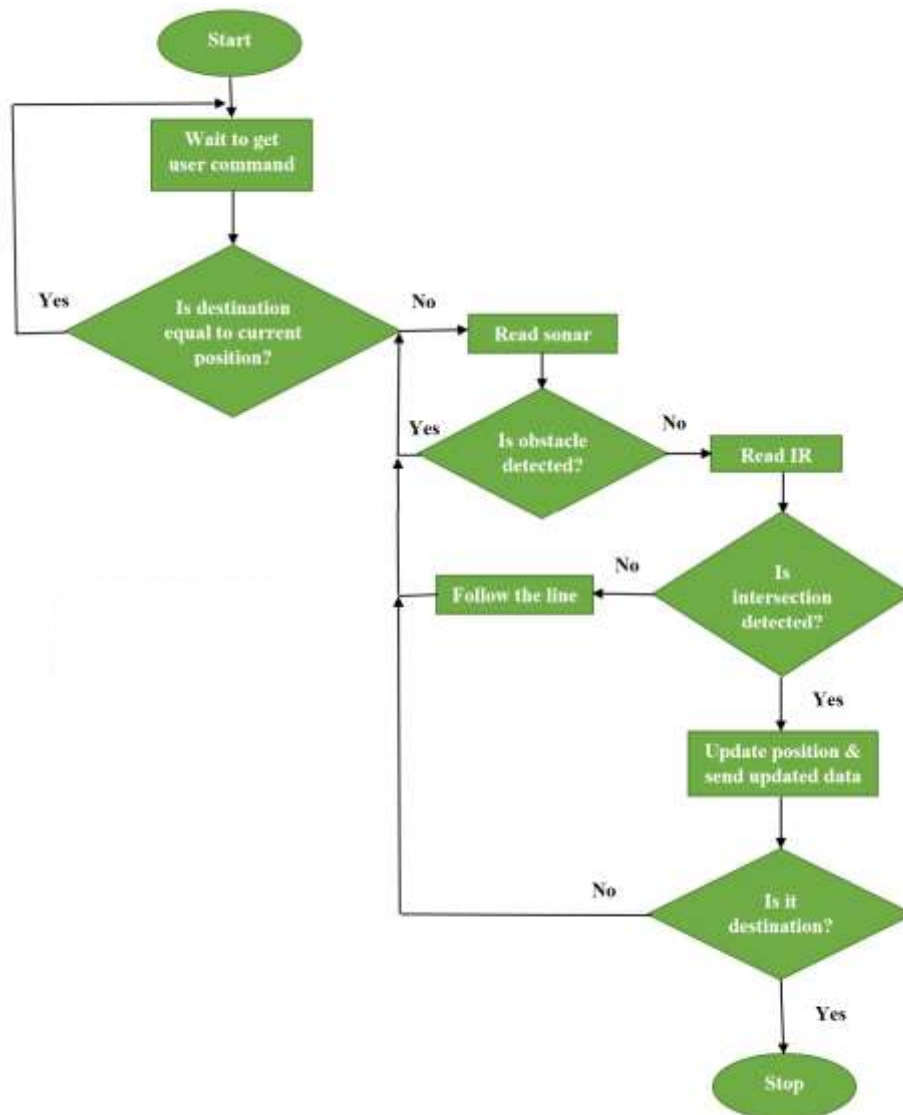 Start
Wait to get
user command
Yes
Is destination
equal to current
position?
No
Read sonar
Yes
Is obstacle
detected?
No
Read IR
Follow the line
No
Is
intersection
detected?
Yes
Update position &
send updated data
No
Is it
destination?
Yes
Stop